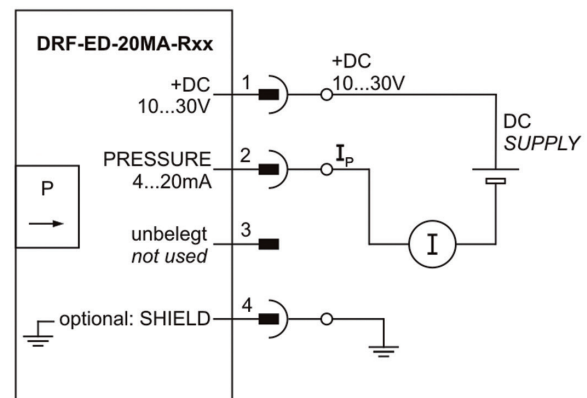 DRF-ED-20MA-Rxx
+DC
10...30V
1
+DC
10...30V
DC
SUPPLY
PRESSURE
4...20mA
2
I_P
P
I
unbelegt
not used
3
optional: SHIELD
4